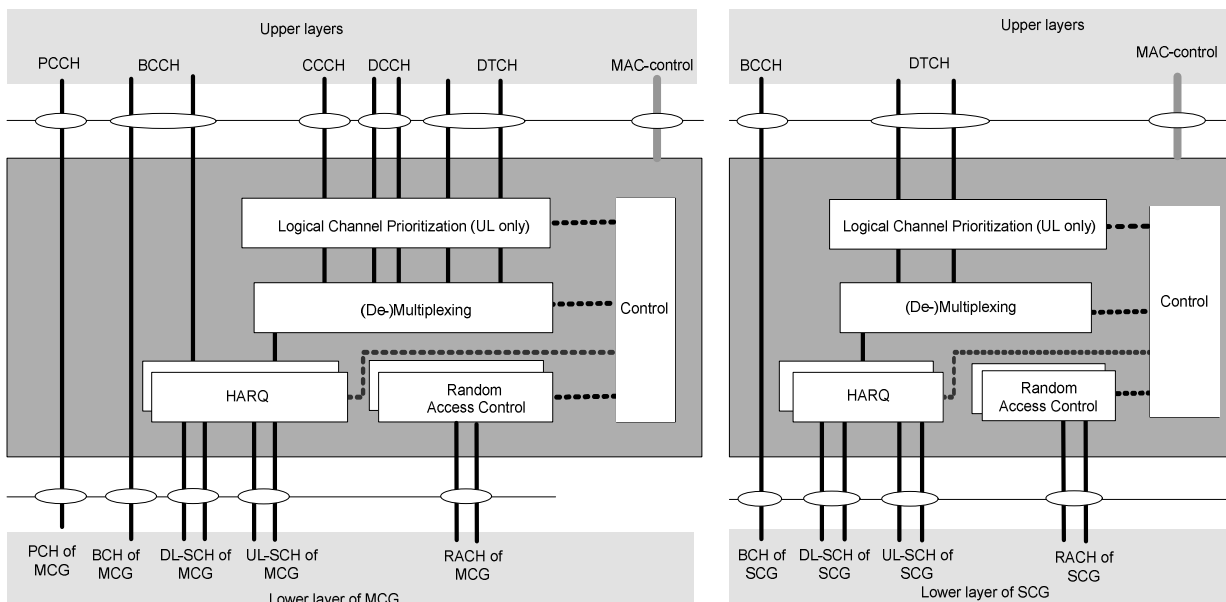 Upper layers
PCCH BCCH CCCH DCCH DTCH MAC-control
Logical Channel Prioritization (UL only)
(De-)Multiplexing
Control
HARQ
Random
Access Control
PCH of
MCG
BCH of
MCG
DL-SCH of
MCG
UL-SCH of
MCG
RACH of
MCG
Lower layer of MCG
Upper layers
BCCH DTCH MAC-control
Logical Channel Prioritization (UL only)
(De-)Multiplexing
Control
HARQ
Random
Access Control
BCH of
SCG
DL-SCH of
SCG
UL-SCH of
SCG
RACH of
SCG
Lower layer of SCG